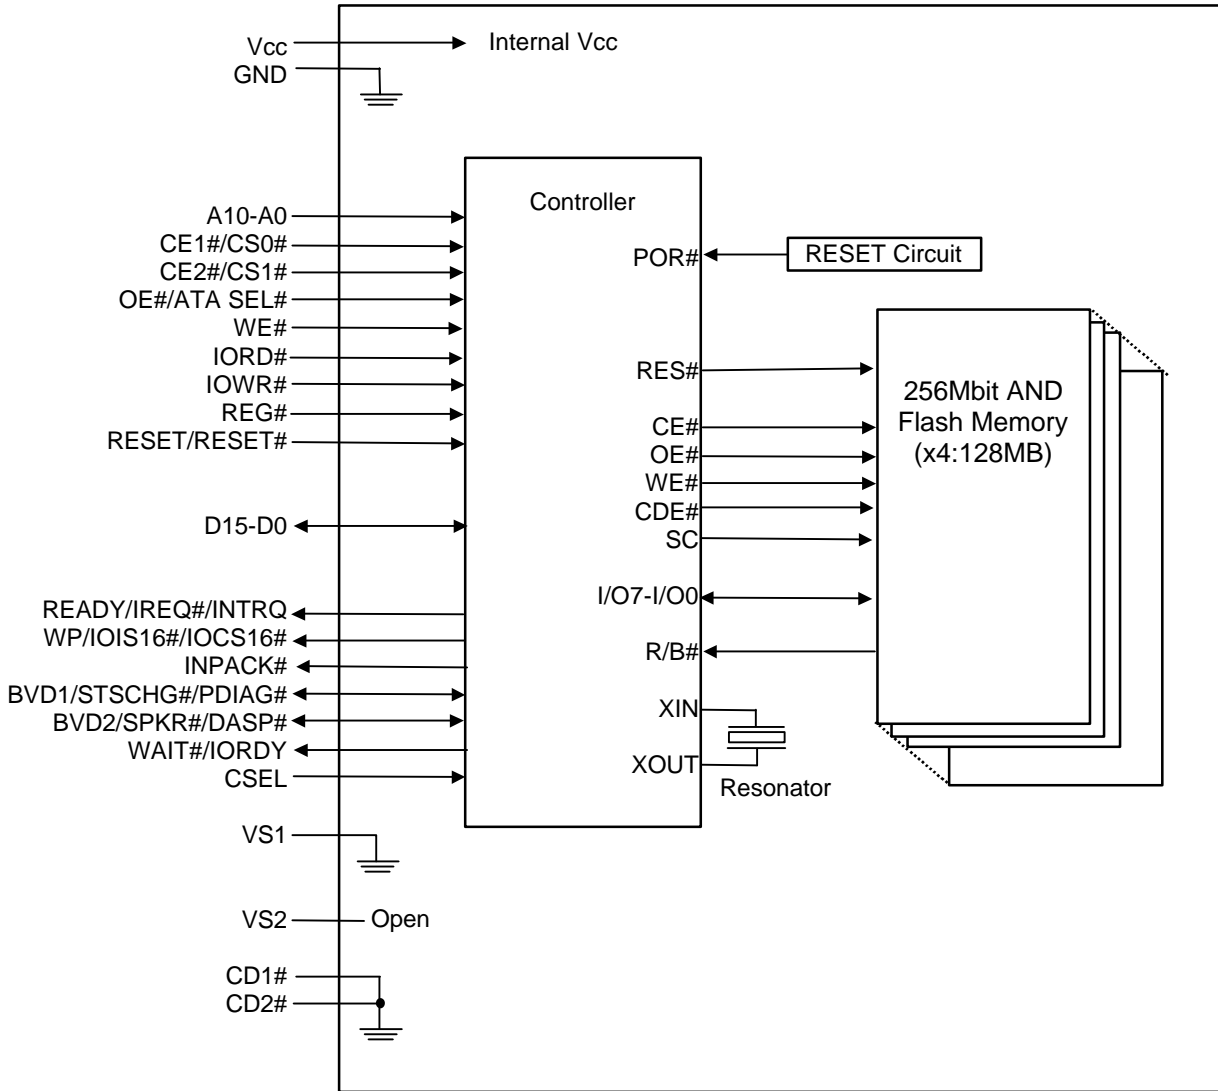 Vcc
Internal Vcc
GND
Controller
A10-A0
CE1#/CS0#
CE2#/CS1#
OE#/ATA SEL#
WE#
IORD#
IOWR#
REG#
RESET/RESET#
D15-D0
READY/IREQ#/INTRQ
WP/IOIS16#/IOCS16#
INPACK#
BVD1/STSCHG#/PDIAG#
BVD2/SPKR#/DASP#
WAIT#/IORDY
CSEL
VS1
VS2
Open
CD1#
CD2#
POR#
RESET Circuit
RES#
CE#
OE#
WE#
CDE#
SC
I/O7-I/O0
R/B#
XIN
XOUT
Resonator
256Mbit AND
Flash Memory
(x4:128MB)